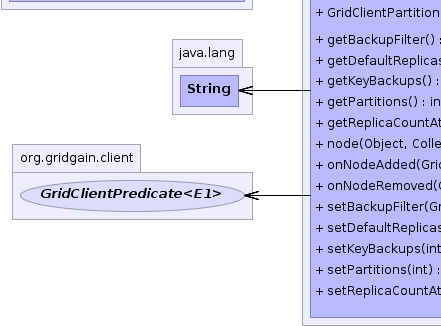 java.lang
String
org.gridgain.client
GridClientPredicate<E1>
+ GridClientPartition
+ getBackupFilter() :
+ getDefaultReplicas
+ getKeyBackups() :
+ getPartitions() : in
+ getReplicaCountAt
+ node(Object, Colle
+ onNodeAdded(Grid
+ onNodeRemoved(G
+ setBackupFilter(Gr
+ setDefaultReplicas
+ setKeyBackups(int
+ setPartitions(int) :
+ setReplicaCountAt